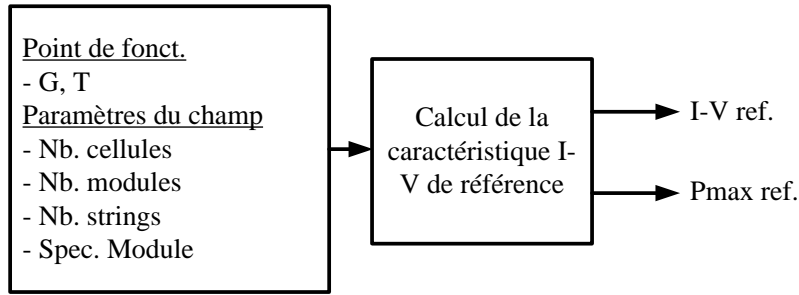 Point de fonct.
- G, T
Paramètres du champ
- Nb. cellules
- Nb. modules
- Nb. strings
- Spec. Module
Calcul de la
caractéristique I-
V de référence
I-V ref.
Pmax ref.